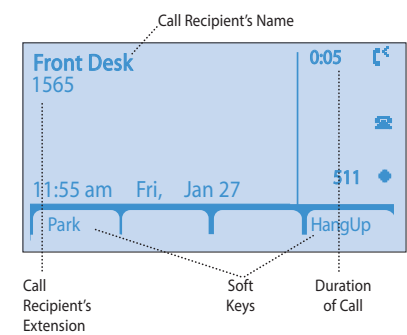 Call Recipient's Name
Front Desk
0:05
1565
511
11:55 am Fri, Jan 27
Park
HangUp
Call Recipient's Extension
Soft Keys
Duration of Call